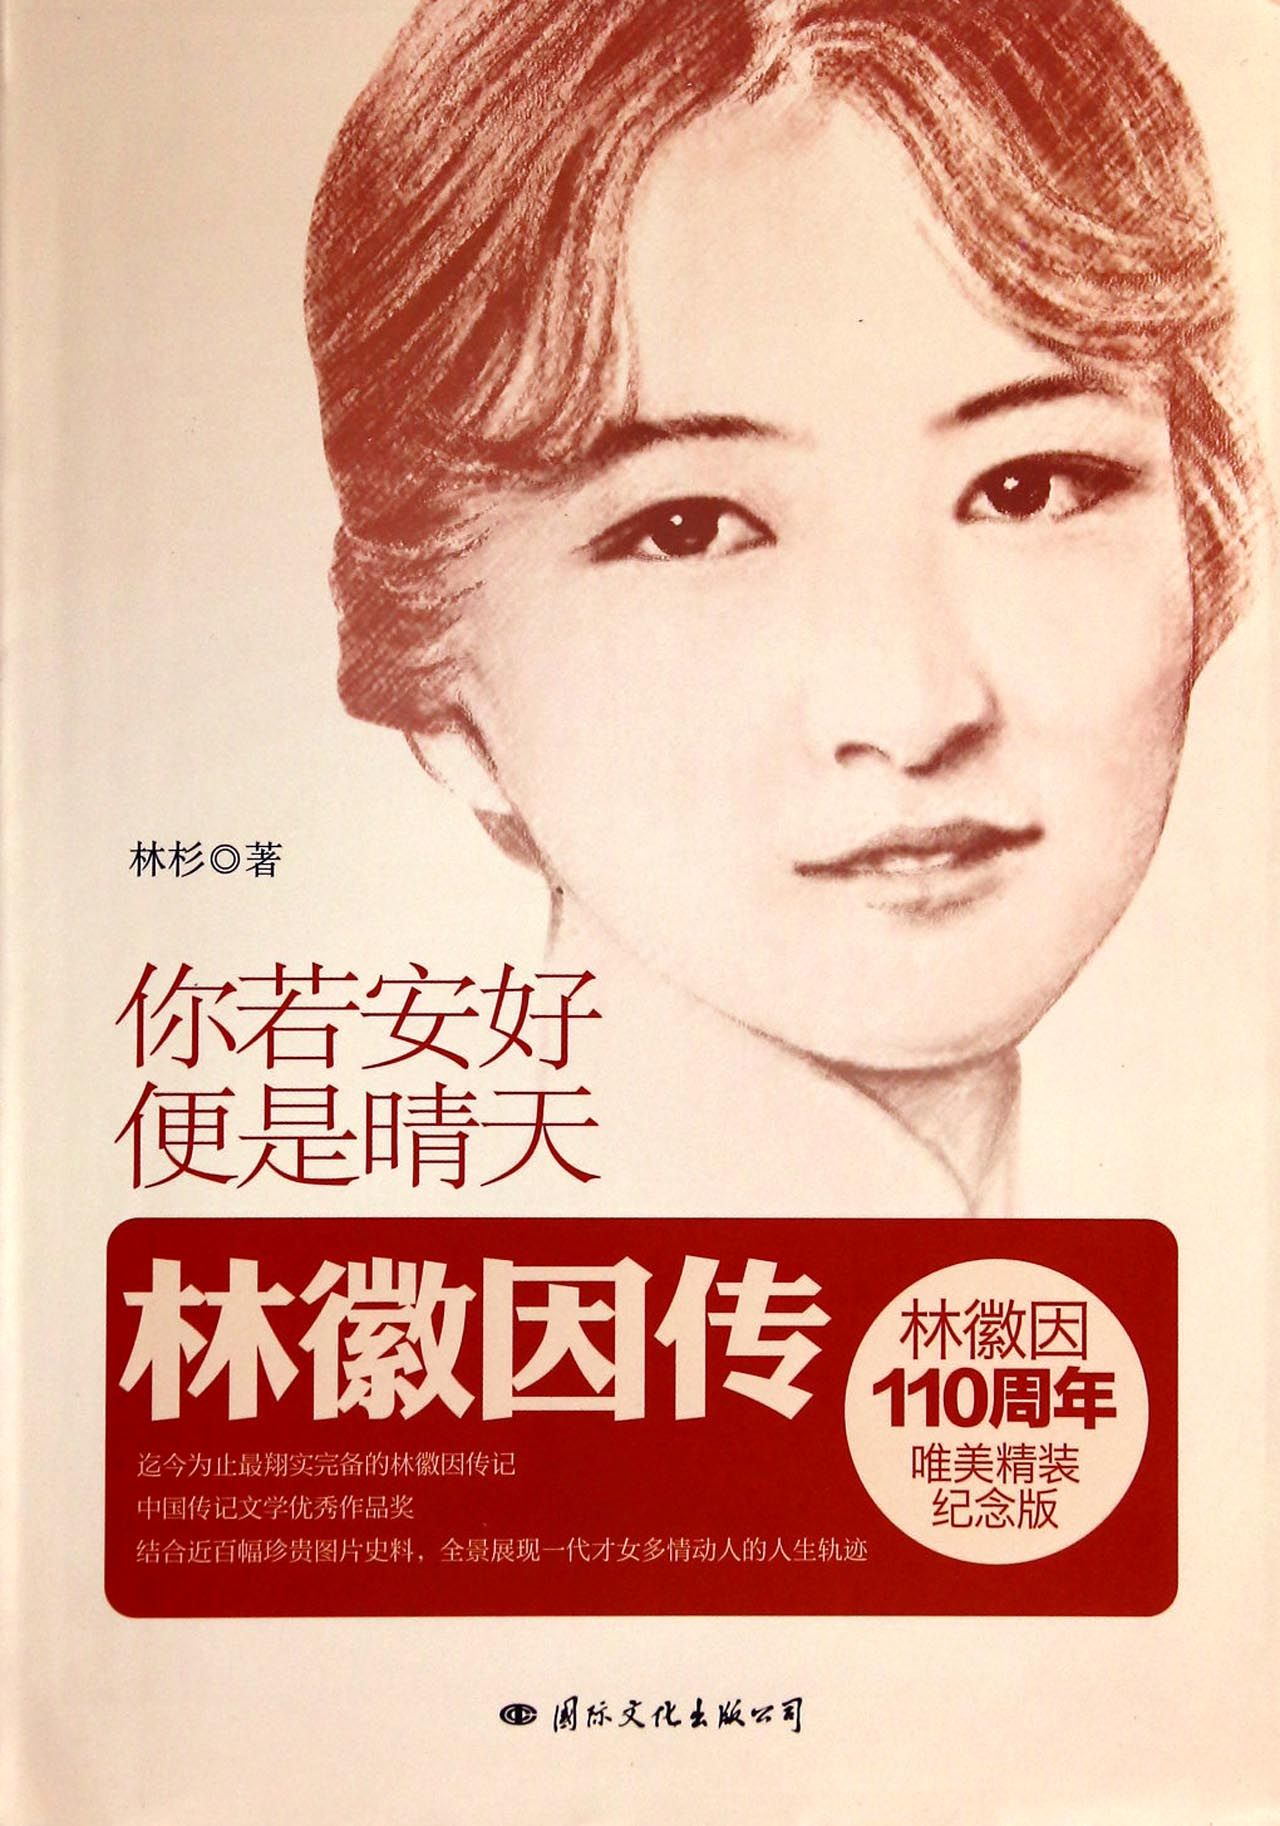 林杉◎著
你若安好
便是晴天
林徽因传
林徽因
110周年
唯美精装
纪念版
迄今为止最翔实完备的林徽因传记
中国传记文学优秀作品奖
结合近百幅珍贵图片史料，全景展现一代才女多情动人的人生轨迹
国际文化出版公司